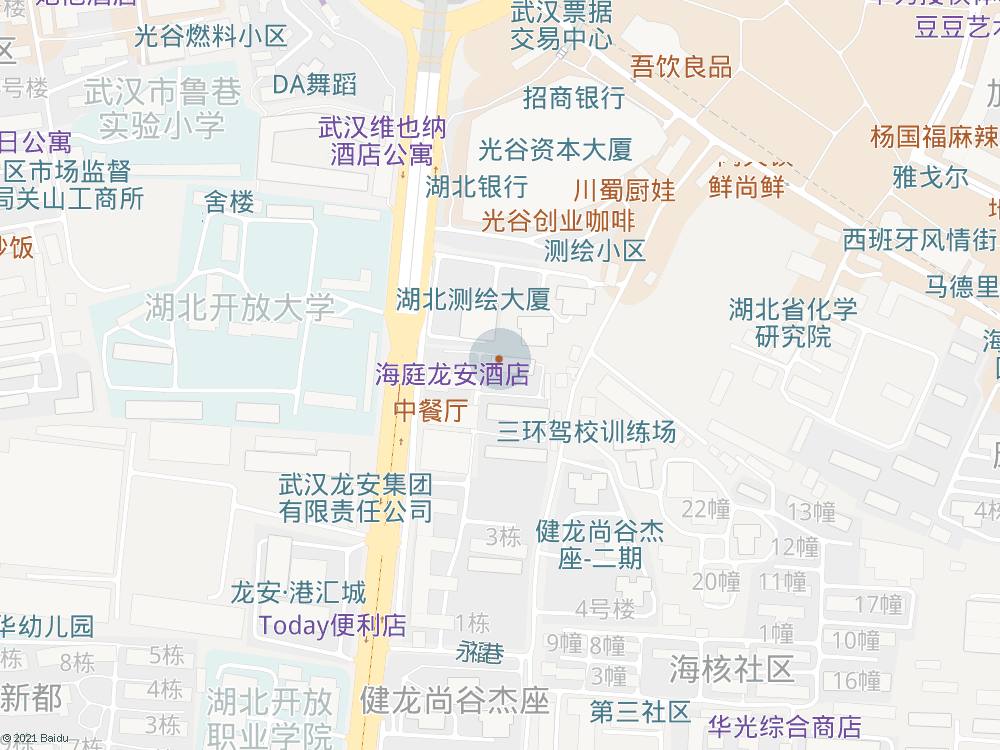 武汉票据
交易中心
光谷燃料小区
豆豆艺
吾饮良品
DA舞蹈
武汉市鲁巷
实验小学
招商银行
武汉维也纳
酒店公寓
日公寓
杨国福麻辣
光谷资本大厦
区市场监督
局关山工商所
湖北银行
川蜀厨娃
鲜尚鲜
雅戈尔
舍楼
光谷创业咖啡
测绘小区
西班牙风情街
炒饭
马德里
湖北测绘大厦
湖北开放大学
湖北省化学
研究院
海庭龙安酒店
中餐厅
三环驾校训练场
武汉龙安集团
有限责任公司
22幢
13幢
3栋
健龙尚谷杰
座-二期
12幢
20幢
11幢
龙安·港汇城
4号楼
17幢
Today便利店
1栋
华幼儿园
永福巷
9幢
8幢
1幢
10幢
5栋
8栋
海核社区
3幢
16幢
新都
4栋
湖北开放
职业学院
健龙尚谷杰座
第三社区
华光综合商店
3栋
7栋
© 2021 Baidu